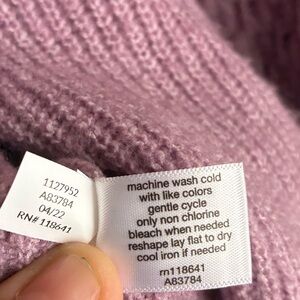 1127952
A83784
04/22
RN# 118641
machine wash cold
with like colors
gentle cycle
only non chlorine
bleach when needed
reshape lay flat to dry
cool iron if needed
rn118641
A83784